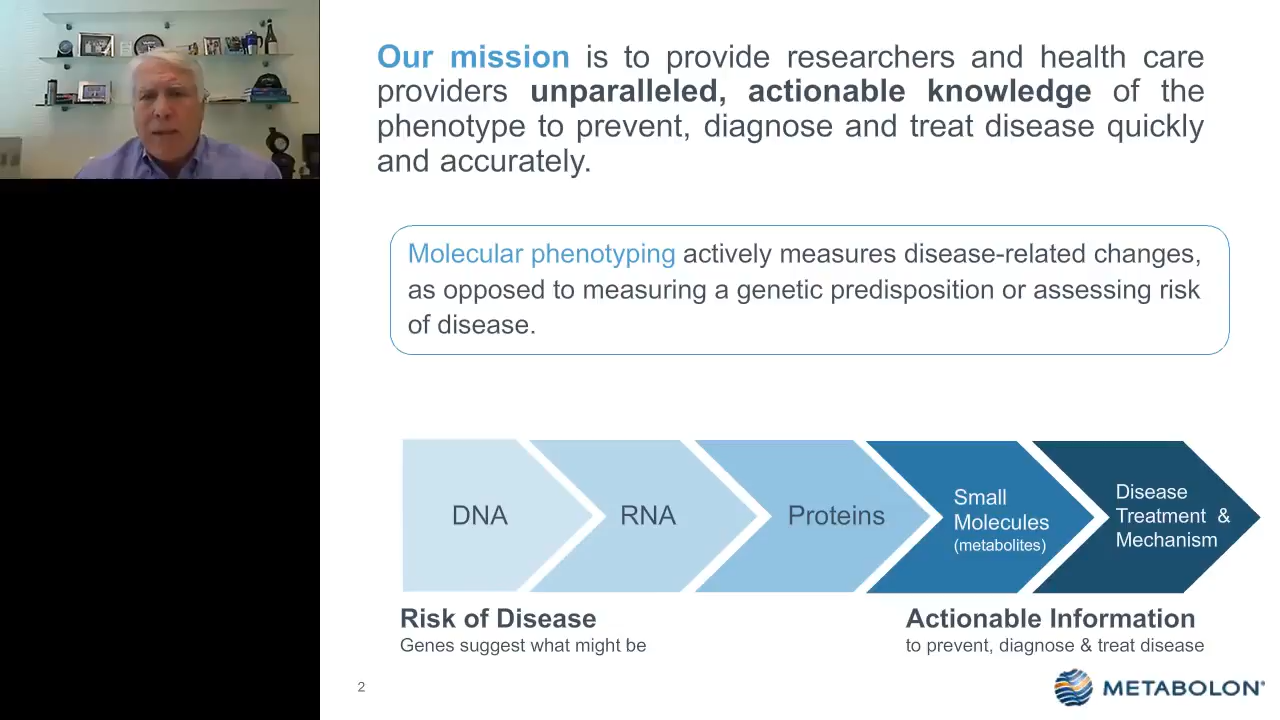 Our mission is to provide researchers and health care
providers unparalleled, actionable knowledge of the
phenotype to prevent, diagnose and treat disease quickly
and accurately.
Molecular phenotyping actively measures disease-related changes,
as opposed to measuring a genetic predisposition or assessing risk
of disease.
DNA
RNA
Proteins
Small
Molecules
(metabolites)
Disease
Treatment &
Mechanism
Risk of Disease
Genes suggest what might be
Actionable Information
to prevent, diagnose & treat disease
2
METABOLON®